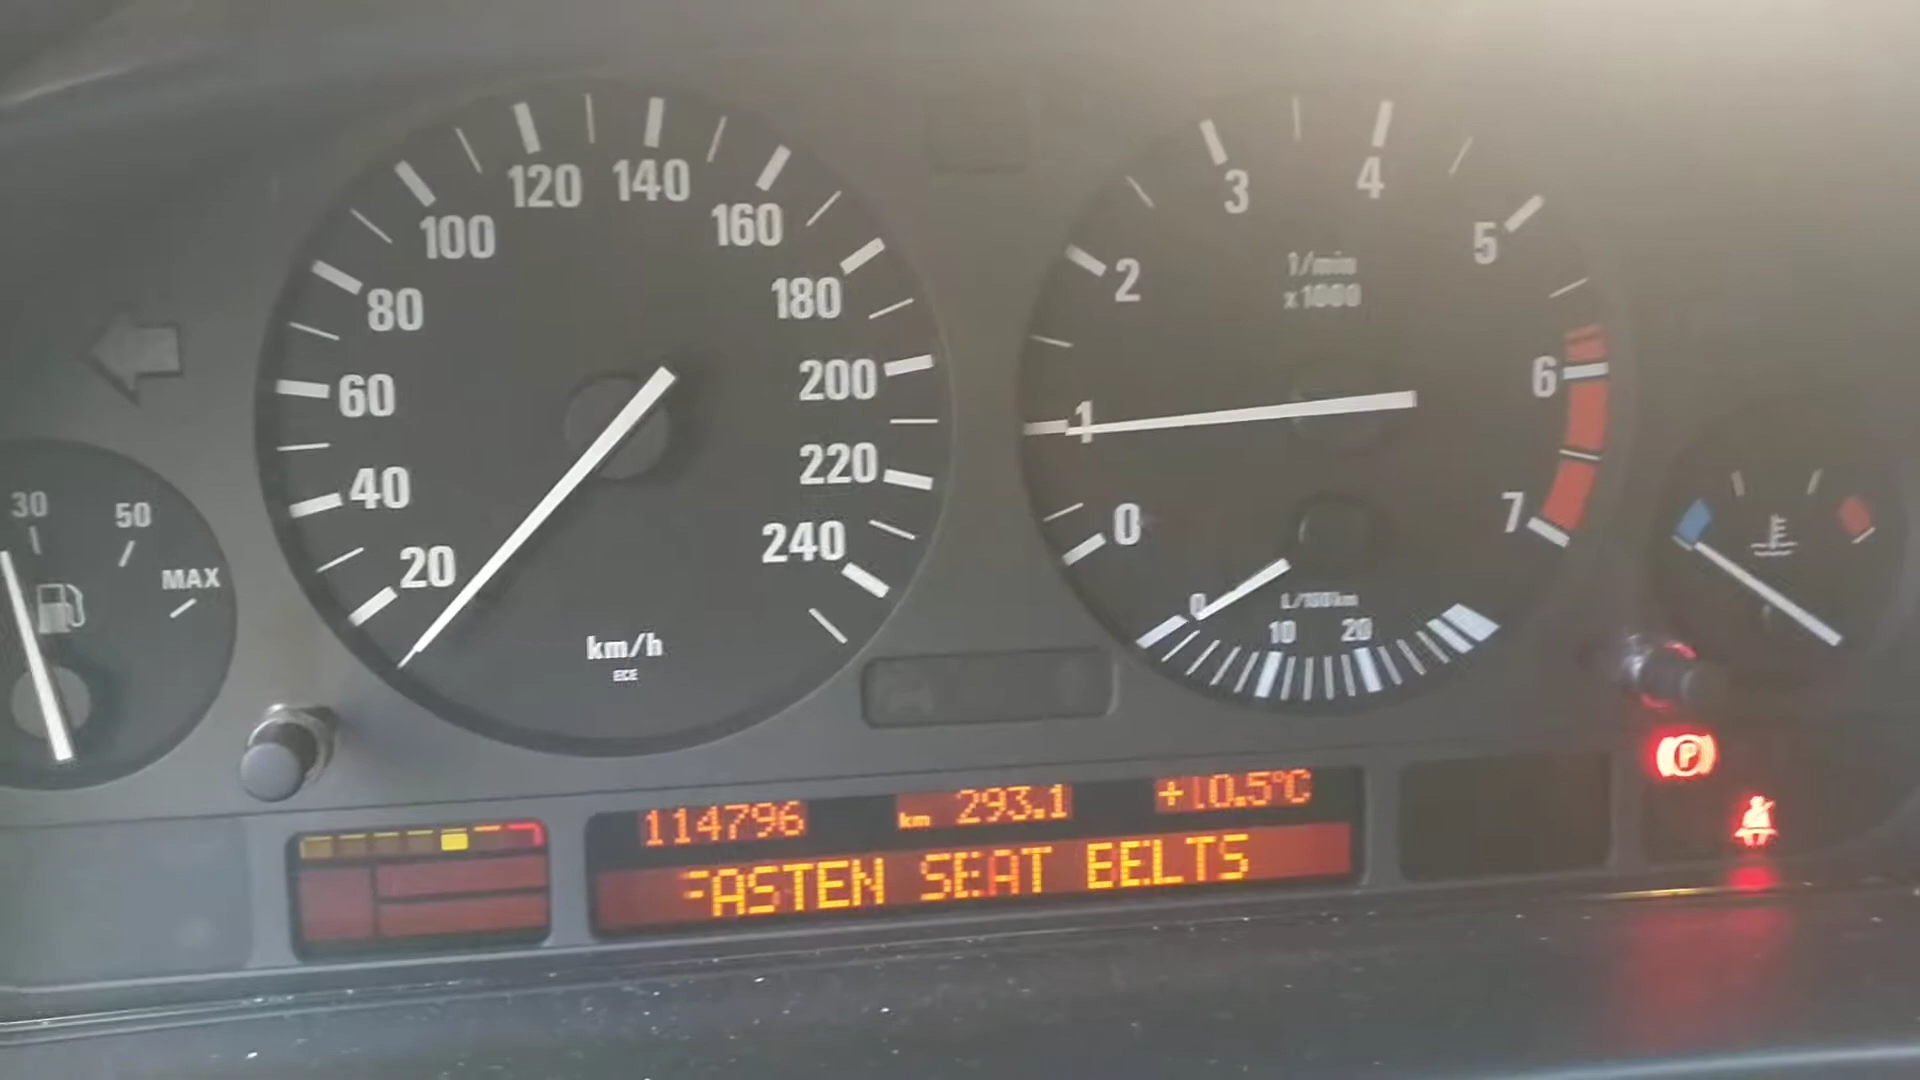 120 140
100 160
80 180
60 200
40 220
20 240
km/h
ECE
3 4
2 5
1/min
x1000
1 6
0 7
L/100km
0 10 20
30 50
MAX
114796 km 293.1 +10.5°C
FASTEN SEAT BELTS
P